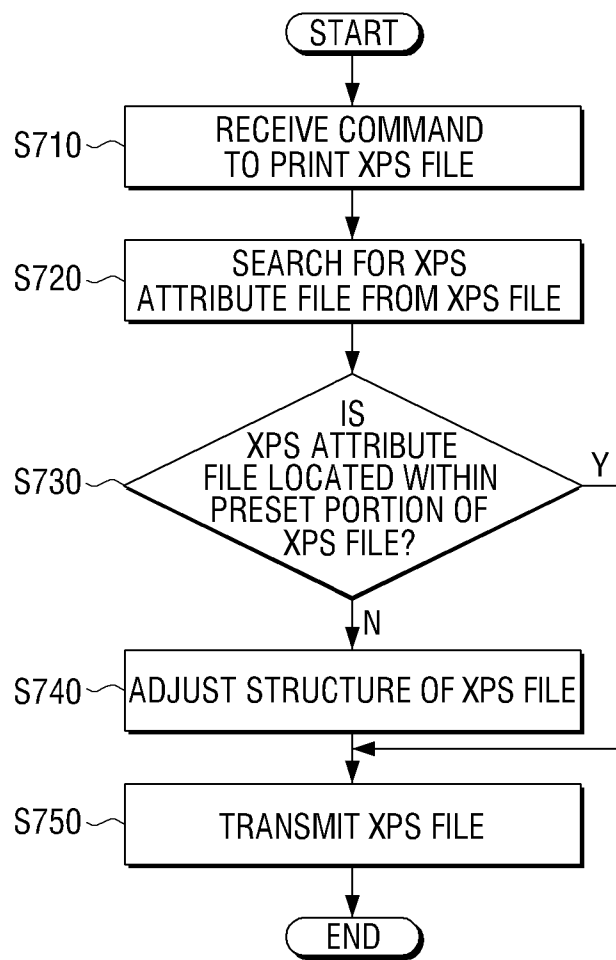 START
S710
RECEIVE COMMAND
TO PRINT XPS FILE
S720
SEARCH FOR XPS
ATTRIBUTE FILE FROM XPS FILE
S730
IS
XPS ATTRIBUTE
FILE LOCATED WITHIN
PRESET PORTION OF
XPS FILE?
Y
N
S740
ADJUST STRUCTURE OF XPS FILE
S750
TRANSMIT XPS FILE
END